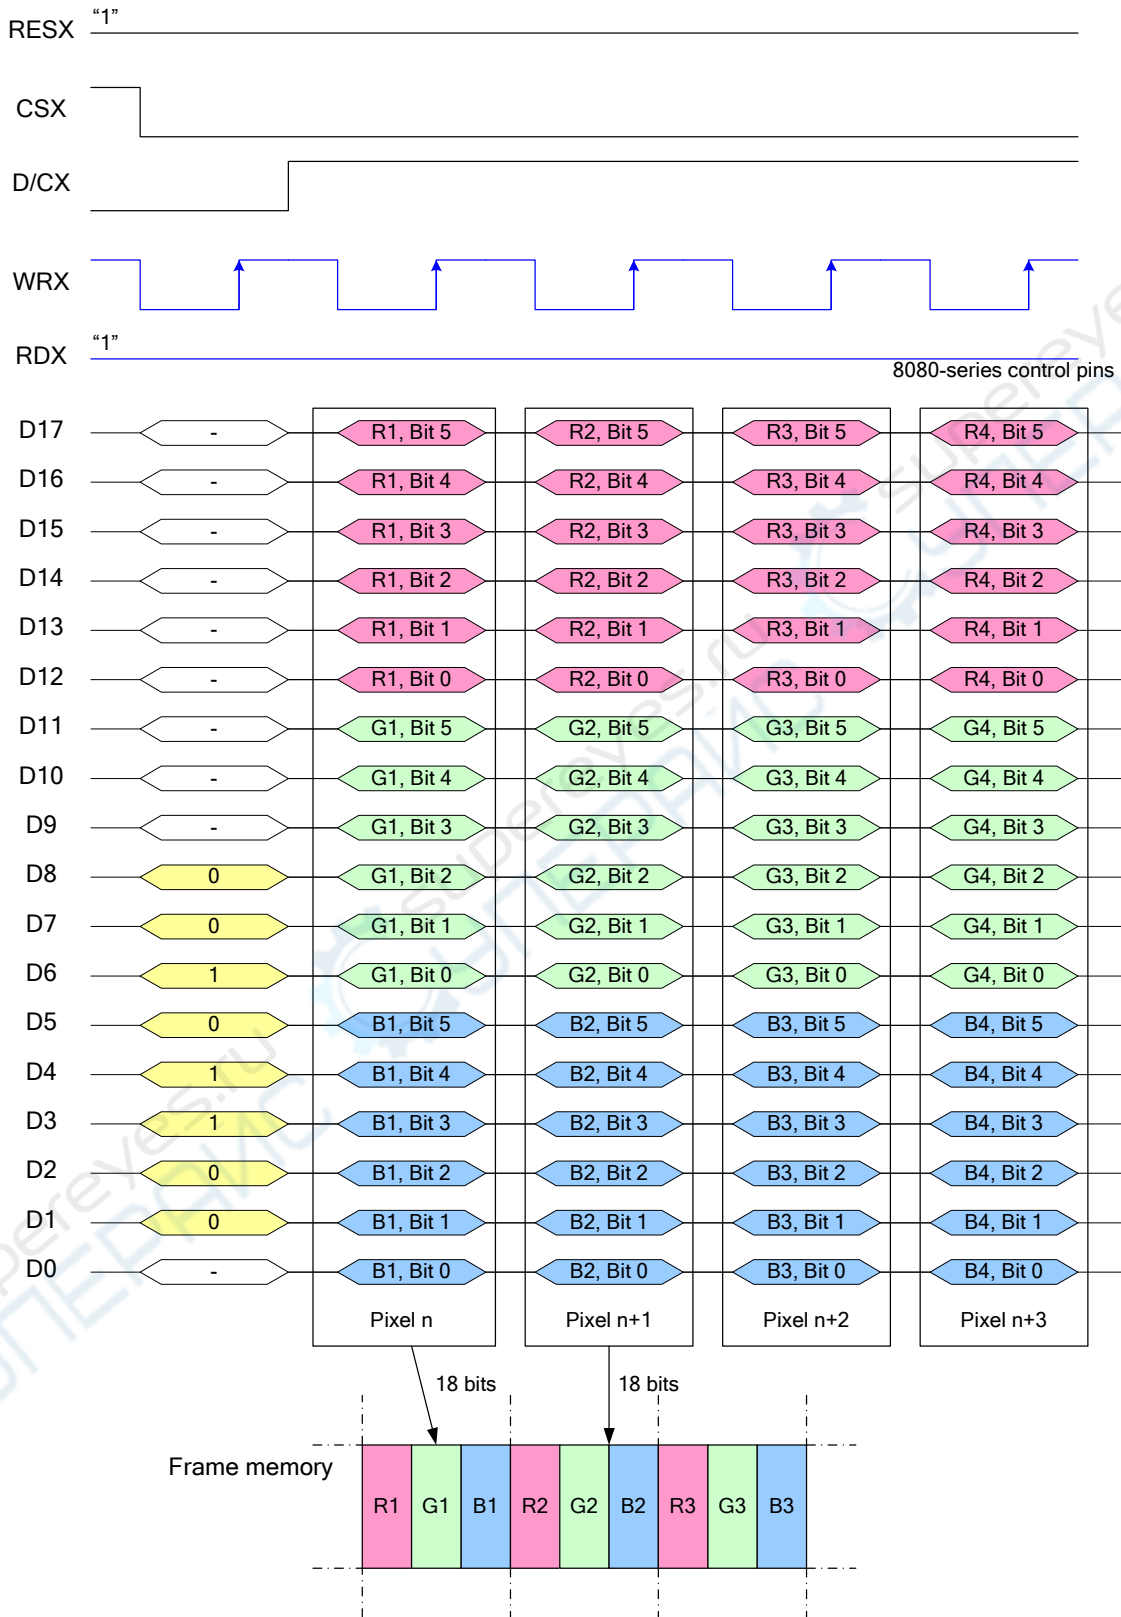 RESX “1”
CSX
D/CX
WRX
RDX “1”
8080-series control pins
D17 - R1, Bit 5 R2, Bit 5 R3, Bit 5 R4, Bit 5
D16 - R1, Bit 4 R2, Bit 4 R3, Bit 4 R4, Bit 4
D15 - R1, Bit 3 R2, Bit 3 R3, Bit 3 R4, Bit 3
D14 - R1, Bit 2 R2, Bit 2 R3, Bit 2 R4, Bit 2
D13 - R1, Bit 1 R2, Bit 1 R3, Bit 1 R4, Bit 1
D12 - R1, Bit 0 R2, Bit 0 R3, Bit 0 R4, Bit 0
D11 - G1, Bit 5 G2, Bit 5 G3, Bit 5 G4, Bit 5
D10 - G1, Bit 4 G2, Bit 4 G3, Bit 4 G4, Bit 4
D9 - G1, Bit 3 G2, Bit 3 G3, Bit 3 G4, Bit 3
D8 0 G1, Bit 2 G2, Bit 2 G3, Bit 2 G4, Bit 2
D7 0 G1, Bit 1 G2, Bit 1 G3, Bit 1 G4, Bit 1
D6 1 G1, Bit 0 G2, Bit 0 G3, Bit 0 G4, Bit 0
D5 0 B1, Bit 5 B2, Bit 5 B3, Bit 5 B4, Bit 5
D4 1 B1, Bit 4 B2, Bit 4 B3, Bit 4 B4, Bit 4
D3 1 B1, Bit 3 B2, Bit 3 B3, Bit 3 B4, Bit 3
D2 0 B1, Bit 2 B2, Bit 2 B3, Bit 2 B4, Bit 2
D1 0 B1, Bit 1 B2, Bit 1 B3, Bit 1 B4, Bit 1
D0 - B1, Bit 0 B2, Bit 0 B3, Bit 0 B4, Bit 0
Pixel n Pixel n+1 Pixel n+2 Pixel n+3
18 bits 18 bits
Frame memory
R1 G1 B1 R2 G2 B2 R3 G3 B3
supereyes.ru
СУПЕРАЙС